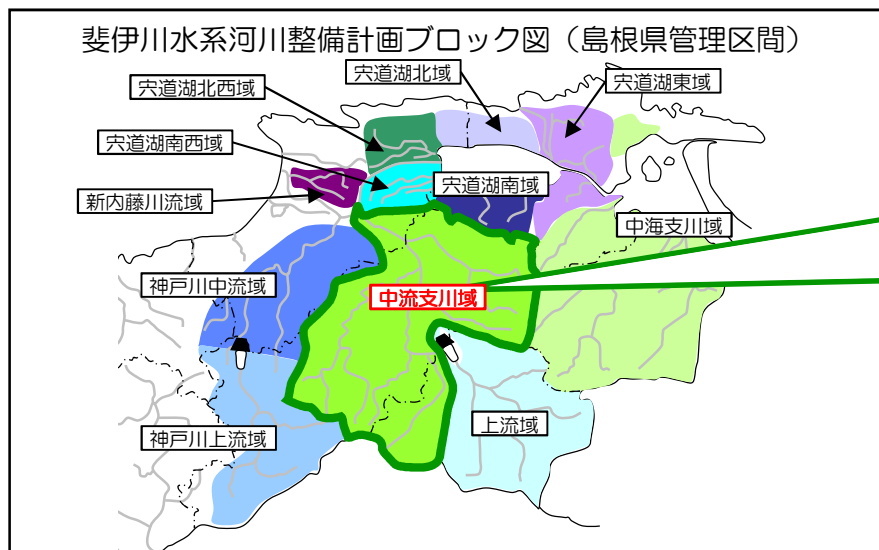 斐伊川水系河川整備計画ブロック図（島根県管理区間）
宍道湖北域
宍道湖北西域
宍道湖東域
宍道湖南西域
宍道湖南域
新内藤川流域
中海支川域
神戸川中流域
中流支川域
上流域
神戸川上流域